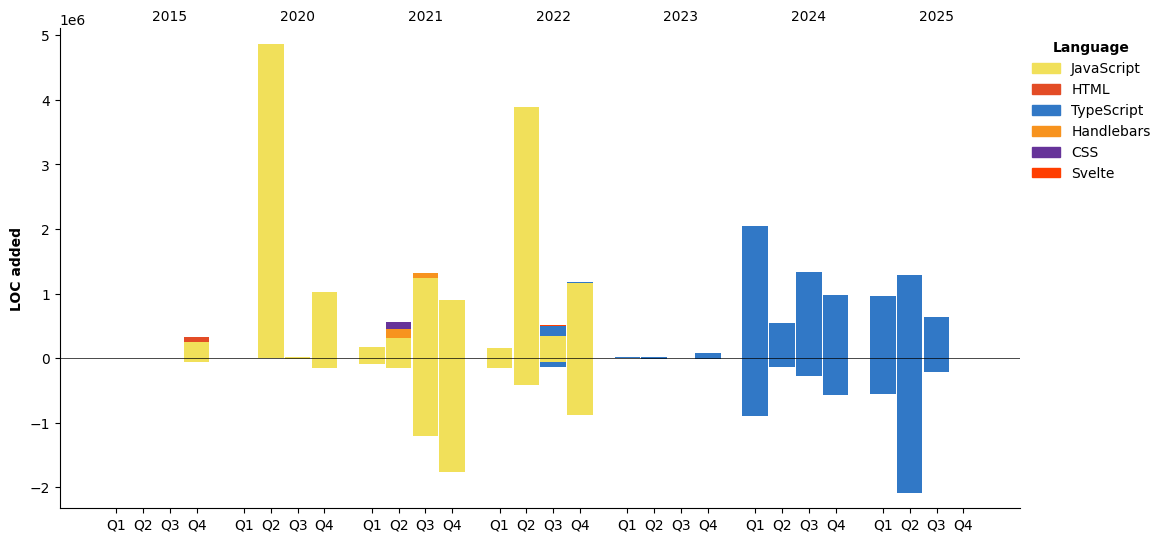 1e6
2015 2020 2021 2022 2023 2024 2025
Language
JavaScript
HTML
TypeScript
Handlebars
CSS
Svelte
LOC added
5
4
3
2
1
0
−1
−2
Q1 Q2 Q3 Q4 Q1 Q2 Q3 Q4 Q1 Q2 Q3 Q4 Q1 Q2 Q3 Q4 Q1 Q2 Q3 Q4 Q1 Q2 Q3 Q4 Q1 Q2 Q3 Q4